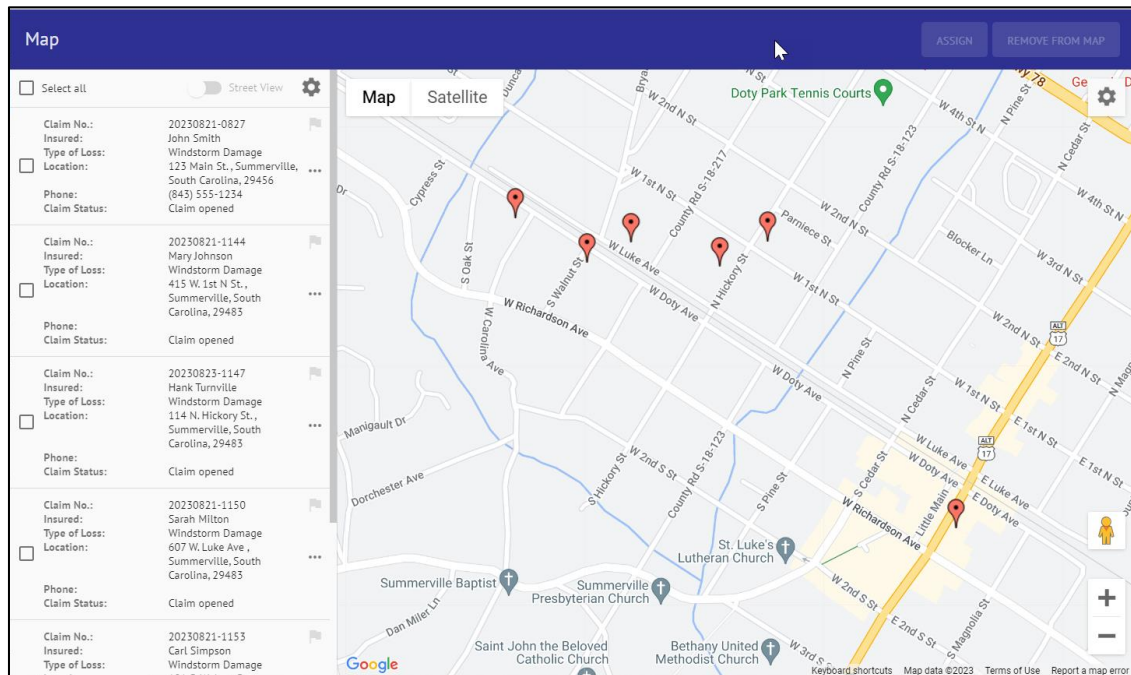 Map
ASSIGN
REMOVE FROM MAP
Select all
Street View
Claim No.: 20230821-0827
Insured: John Smith
Type of Loss: Windstorm Damage
Location: 123 Main St., Summerville,
South Carolina, 29456
Phone: (843) 555-1234
Claim Status: Claim opened
Claim No.: 20230821-1144
Insured: Mary Johnson
Type of Loss: Windstorm Damage
Location: 415 W. 1st N St.,
Summerville, South
Carolina, 29483
Phone:
Claim Status: Claim opened
Claim No.: 20230823-1147
Insured: Hank Turnville
Type of Loss: Windstorm Damage
Location: 114 N. Hickory St.,
Summerville, South
Carolina, 29483
Phone:
Claim Status: Claim opened
Claim No.: 20230821-1150
Insured: Sarah Milton
Type of Loss: Windstorm Damage
Location: 607 W. Luke Ave ,
Summerville, South
Carolina, 29483
Phone:
Claim Status: Claim opened
Claim No.: 20230821-1153
Insured: Carl Simpson
Type of Loss: Windstorm Damage
Map
Satellite
Doty Park Tennis Courts
W 2nd N St
W 4th St N
N Pine St
N Cedar St
County Rd S-18-123
Cypress St
W 1st N St
County Rd S-18-217
Parniece St
W 2nd N St
W 4th N St
Dr
S Oak St
W Luke Ave
Blocker Ln
W 3rd N St
S Walnut St
W Doty Ave
N Hickory St
W 1st N St
W Richardson Ave
W Carolina Ave
W 2nd N St
ALT
17
E 2nd N St
N Pine St
W Doty Ave
N Cedar St
W 1st N St
E 1st N St
Manigault Dr
W 2nd S St
County Rd S-18-123
W Luke Ave
ALT
17
W Doty Ave
E Luke Ave
E Doty Ave
E 1st N St
Dorchester Ave
S Hickory St
S Pine St
S Cedar St
Little Main
W Richardson Ave
St. Luke's
Lutheran Church
Summerville Baptist
Summerville
Presbyterian Church
W 2nd S St
Dan Miler Ln
S Magnolia St
E 2nd S St
Saint John the Beloved
Catholic Church
Bethany United
Methodist Church
W 3rd S St
Google
Keyboard shortcuts
Map data ©2023
Terms of Use
Report a map error